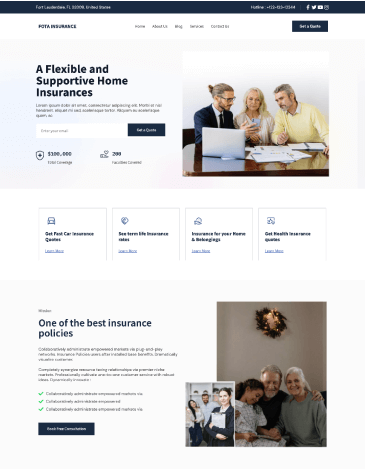 Fort Lauderdale, FL 33309, United States
Hotline : +123-123-12344
FOTA INSURANCE
Home About Us Blog Services Contact Us
Get a Quote
A Flexible and
Supportive Home
Insurances
Lorem ipsum dolor sit amet, consectetur adipiscing elit. Morbi et nisi
hendrerit, aliquet mi sed, scelerisque tortor. Aliquam scelerisque
quam ac
Enter your email
Get a Quote
$100,000
Total Coverage
200
Families Covered
Get Fast Car Insurance
Quotes
Learn More
See term life insurance
rates
Learn More
Insurance for your Home
& Belongings
Learn More
Get Health Insurance
quotes
Learn More
Mission
One of the best insurance
policies
Collaboratively administrate empowered markets via plug-and-play
networks. Insurance Policies users after installed base benefits. Dramatically
visualize customer.
Completely synergize resource taxing relationships via premier niche
markets. Professionally cultivate one-to-one customer service with robust
ideas. Dynamically innovate :
Collaboratively administrate empowered markets via
Collaboratively administrate empowered
Collaboratively administrate empowered markets via
Book Free Consultation